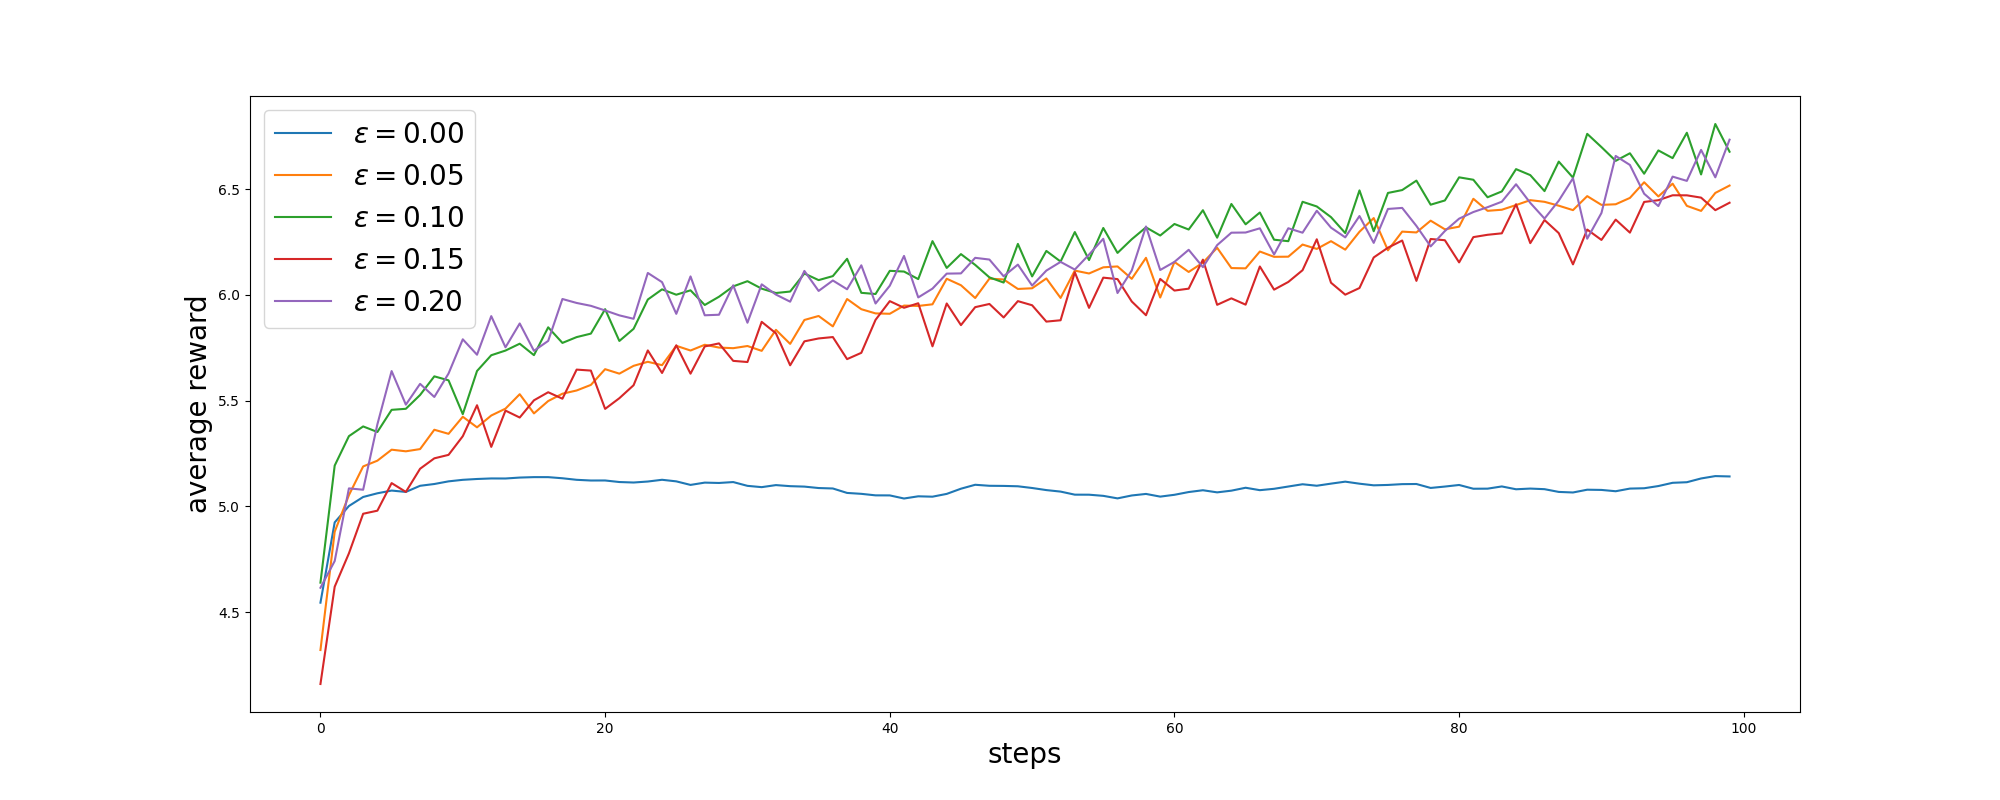 ε = 0.00
ε = 0.05
ε = 0.10
ε = 0.15
ε = 0.20
average reward
6.5
6.0
5.5
5.0
4.5
0 20 40 60 80 100
steps